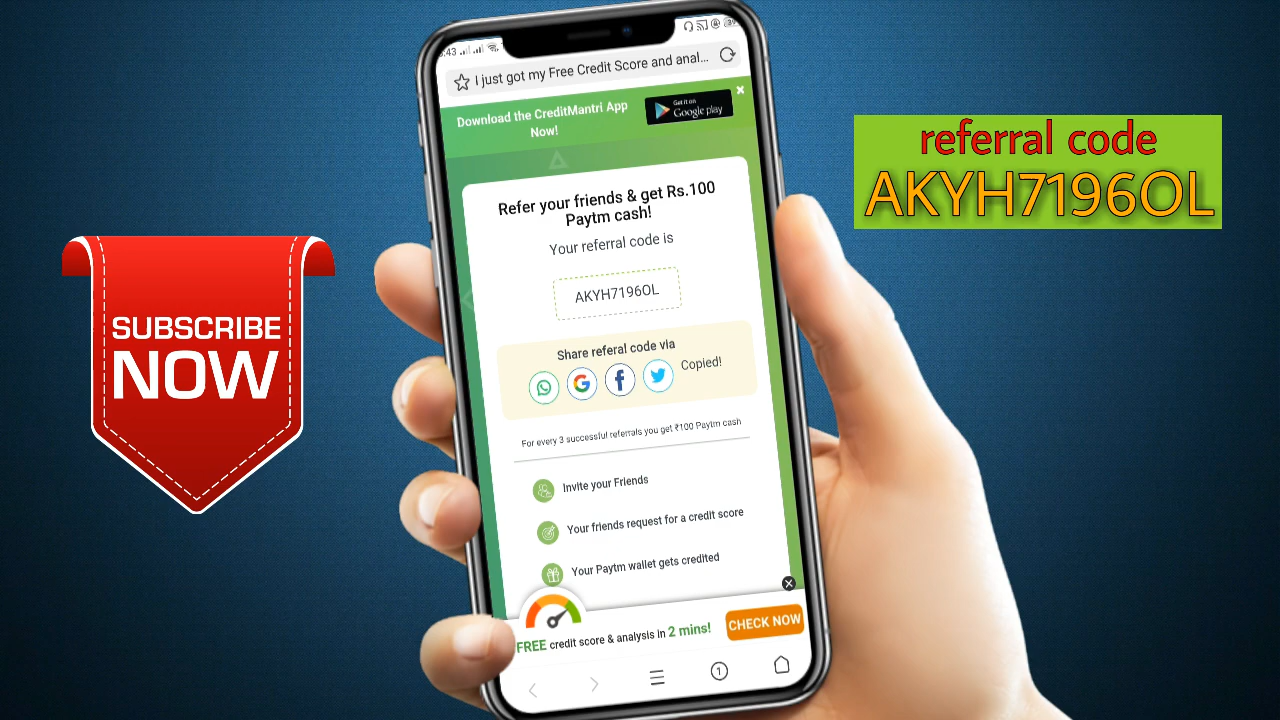 :43
I just got my Free Credit Score and anal...
Download the CreditMantri App
Now!
Get it on
Google play
Refer your friends & get Rs.100
Paytm cash!
Your referral code is
AKYH7196OL
Share referal code via
Copied!
For every 3 successful referrals you get ₹100 Paytm cash
Invite your Friends
Your friends request for a credit score
Your Paytm wallet gets credited
FREE credit score & analysis in 2 mins!
CHECK NOW
1
SUBSCRIBE
NOW
referral code
AKYH7196OL